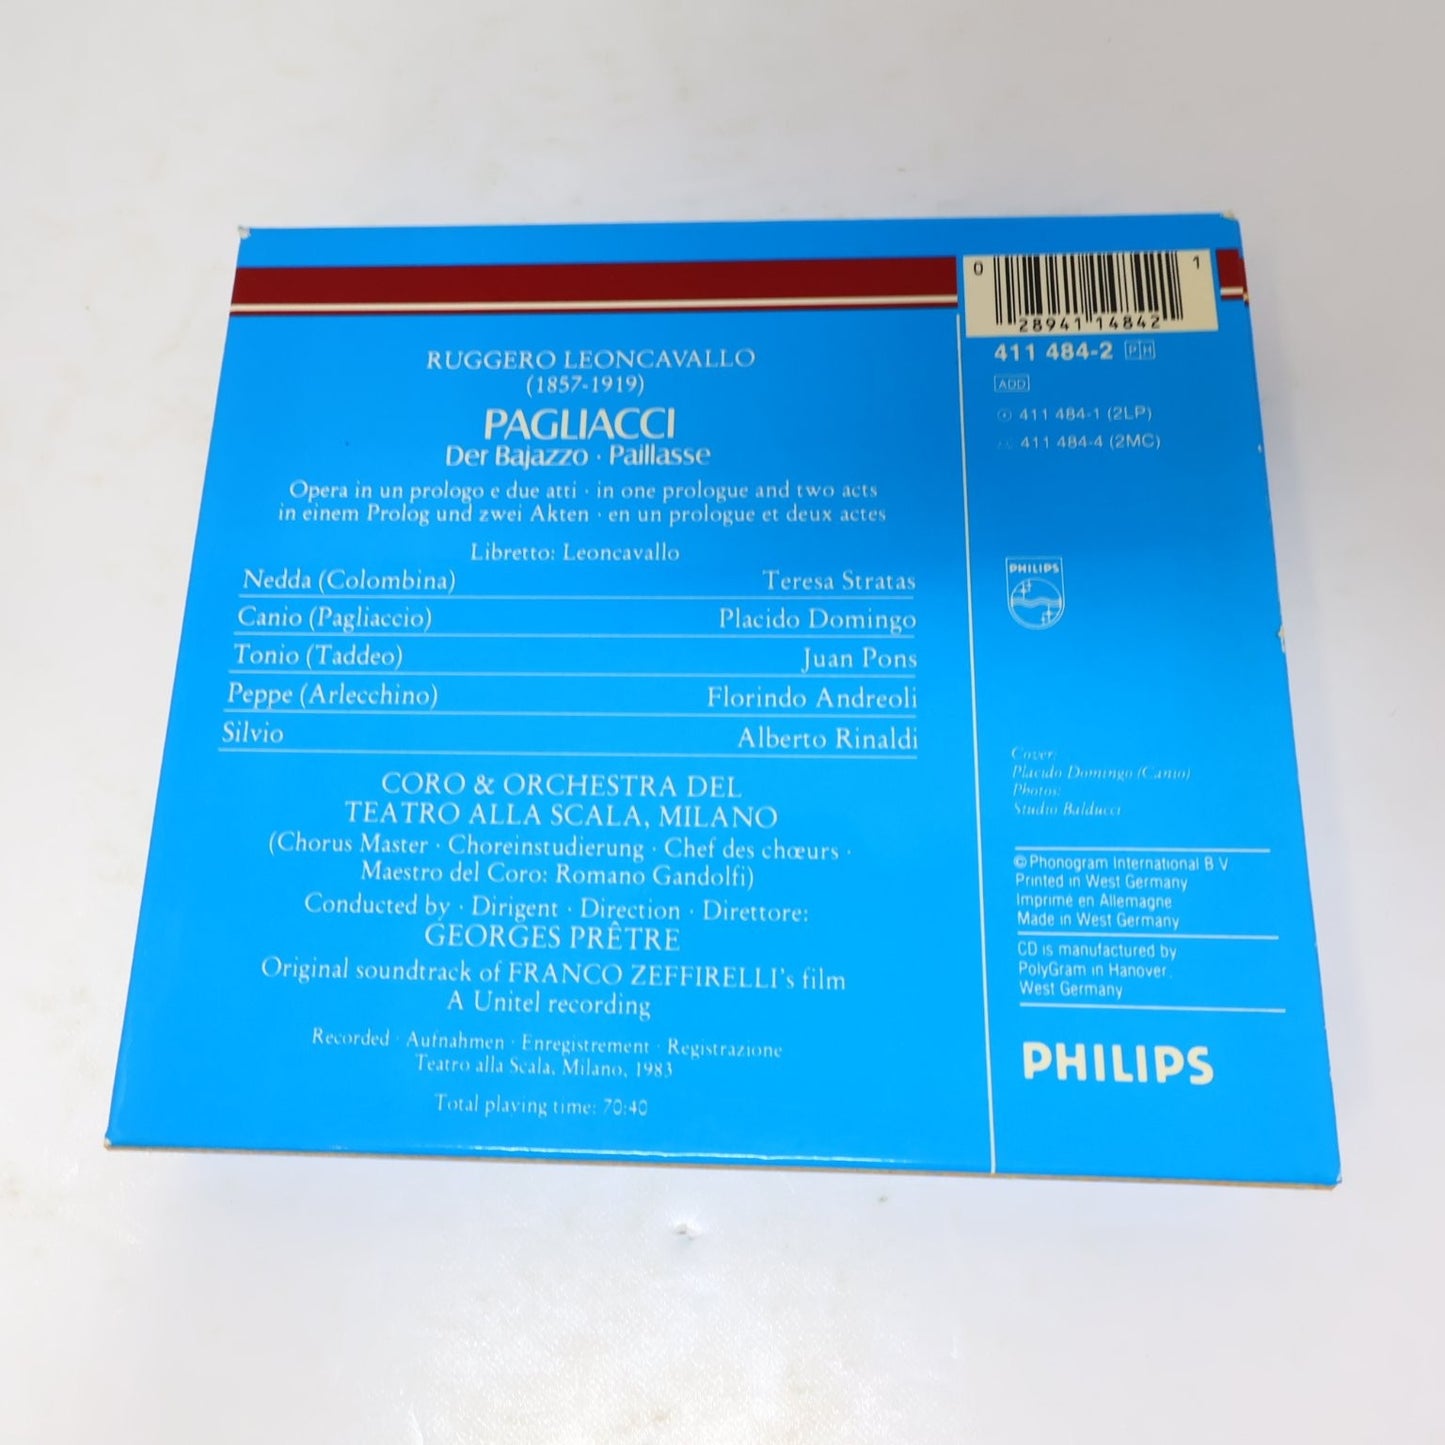 RUGGERO LEONCAVALLO
(1857-1919)
PAGLIACCI
Der Bajazzo · Paillasse
Opera in un prologo e due atti · in one prologue and two acts
in einem Prolog und zwei Akten · en un prologue et deux actes
Libretto: Leoncavallo
Nedda (Colombina) Teresa Stratas
Canio (Pagliaccio) Placido Domingo
Tonio (Taddeo) Juan Pons
Peppe (Arlecchino) Florindo Andreoli
Silvio Alberto Rinaldi
CORO & ORCHESTRA DEL
TEATRO ALLA SCALA, MILANO
(Chorus Master · Choreinstudierung · Chef des chœurs ·
Maestro del Coro: Romano Gandolfi)
Conducted by · Dirigent · Direction · Direttore:
GEORGES PRÊTRE
Original soundtrack of FRANCO ZEFFIRELLI's film
A Unitel recording
Recorded · Aufnahmen · Enregistrement · Registrazione
Teatro alla Scala, Milano, 1983
Total playing time: 70:40
0 28941 14842 1
411 484-2 PH
ADD
411 484-1 (2LP)
411 484-4 (2MC)
PHILIPS
Cover:
Placido Domingo (Canio)
Photos:
Studio Balducci
© Phonogram International B.V.
Printed in West Germany
Imprimé en Allemagne
Made in West Germany
CD is manufactured by
PolyGram in Hanover,
West Germany
PHILIPS